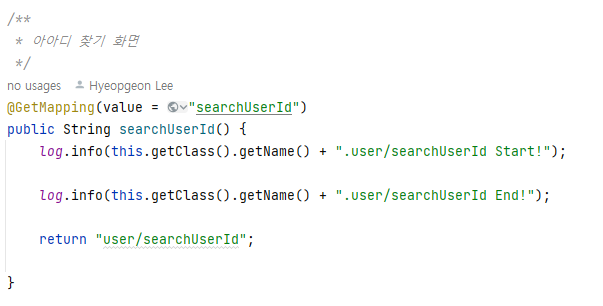 /**
 * 아아디 찾기 화면
 */
no usages Hyeopgeon Lee
@GetMapping(value = "searchUserId")
public String searchUserId() {
    log.info(this.getClass().getName() + ".user/searchUserId Start!");
    log.info(this.getClass().getName() + ".user/searchUserId End!");
    return "user/searchUserId";
}